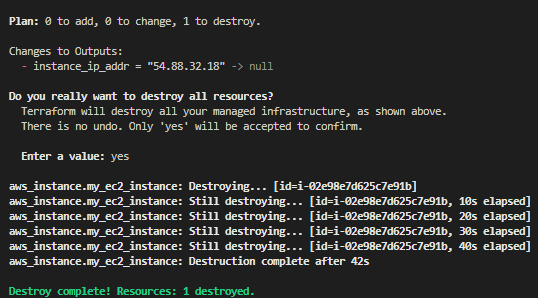 Plan: 0 to add, 0 to change, 1 to destroy.
Changes to Outputs:
- instance_ip_addr = "54.88.32.18" -> null
Do you really want to destroy all resources?
Terraform will destroy all your managed infrastructure, as shown above.
There is no undo. Only 'yes' will be accepted to confirm.
Enter a value: yes
aws_instance.my_ec2_instance: Destroying... [id=i-02e98e7d625c7e91b]
aws_instance.my_ec2_instance: Still destroying... [id=i-02e98e7d625c7e91b, 10s elapsed]
aws_instance.my_ec2_instance: Still destroying... [id=i-02e98e7d625c7e91b, 20s elapsed]
aws_instance.my_ec2_instance: Still destroying... [id=i-02e98e7d625c7e91b, 30s elapsed]
aws_instance.my_ec2_instance: Still destroying... [id=i-02e98e7d625c7e91b, 40s elapsed]
aws_instance.my_ec2_instance: Destruction complete after 42s
Destroy complete! Resources: 1 destroyed.